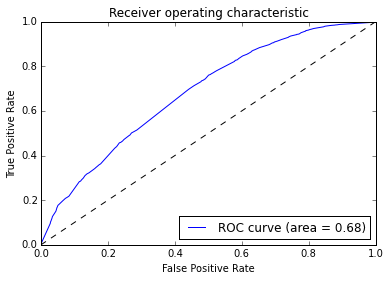 Receiver operating characteristic
1.0
0.8
0.6
0.4
0.2
0.0
True Positive Rate
ROC curve (area = 0.68)
0.0 0.2 0.4 0.6 0.8 1.0
False Positive Rate